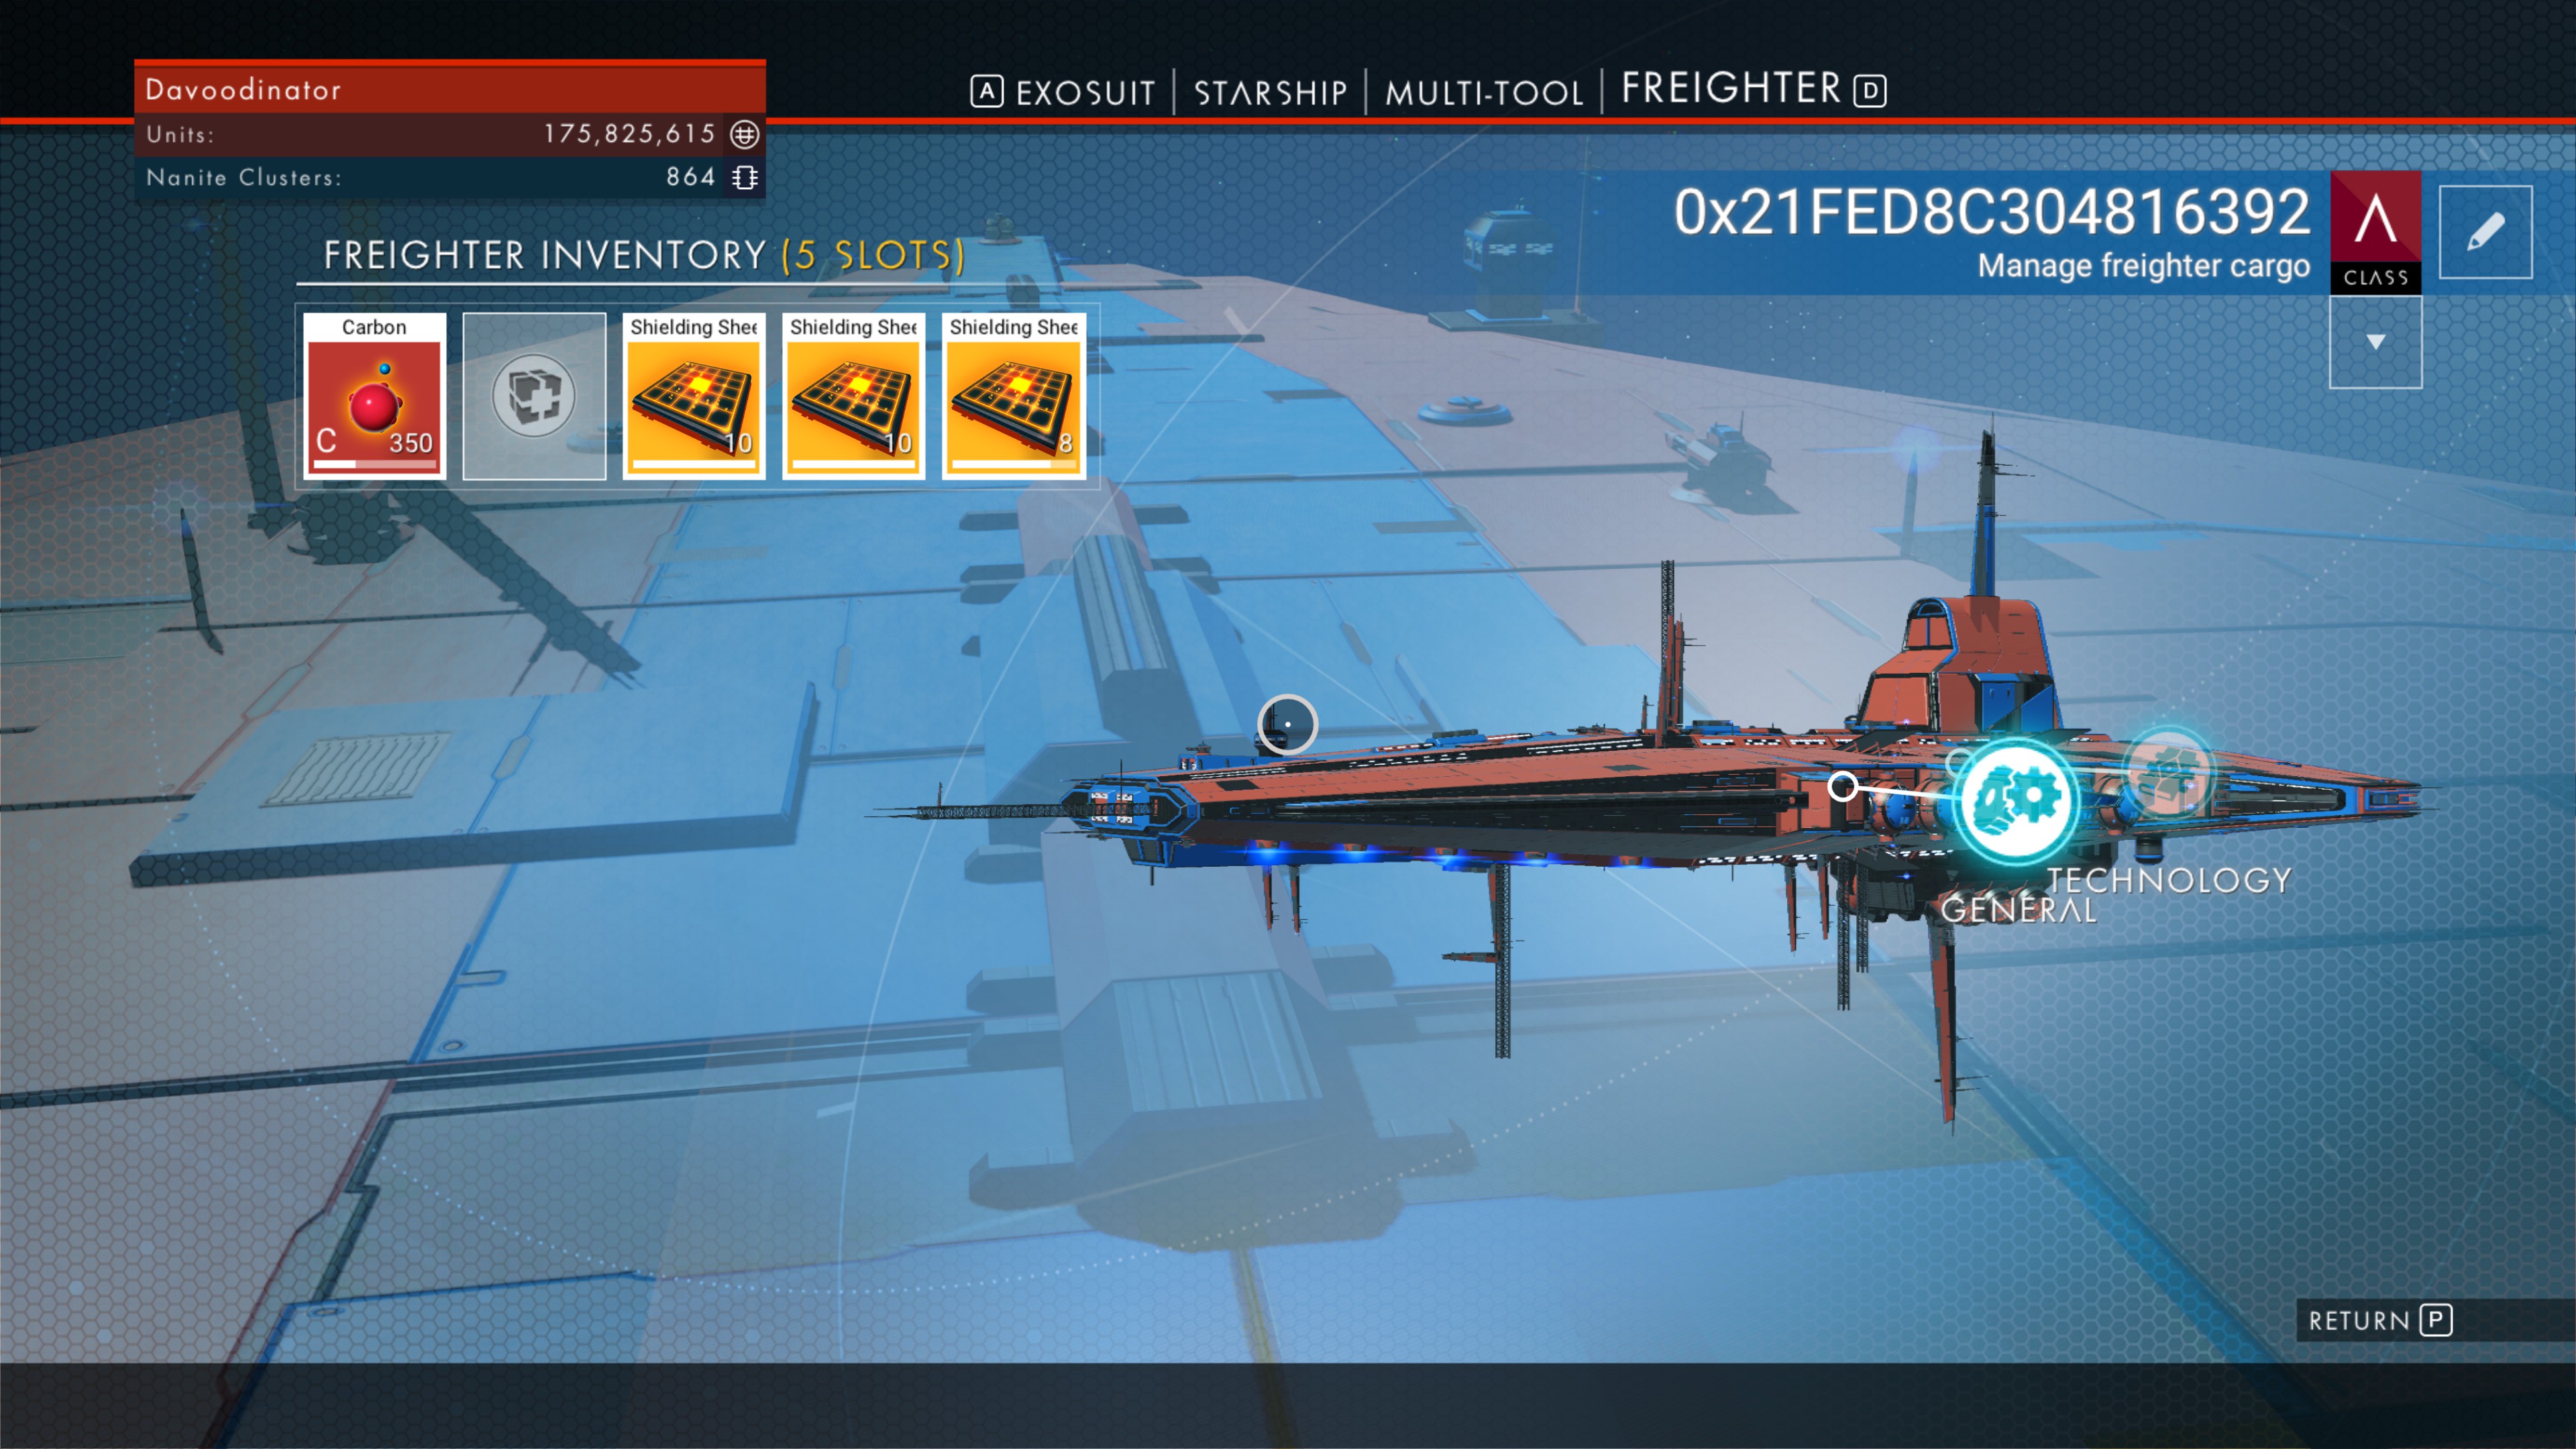 Davoodinator
Units: 175,825,615
Nanite Clusters: 864
A EXOSUIT STARSHIP MULTI-TOOL FREIGHTER D
0x21FED8C304816392
Manage freighter cargo
A
CLASS
FREIGHTER INVENTORY (5 SLOTS)
Carbon
C 350
Shielding Shee
10
Shielding Shee
10
Shielding Shee
8
TECHNOLOGY
GENERAL
RETURN P